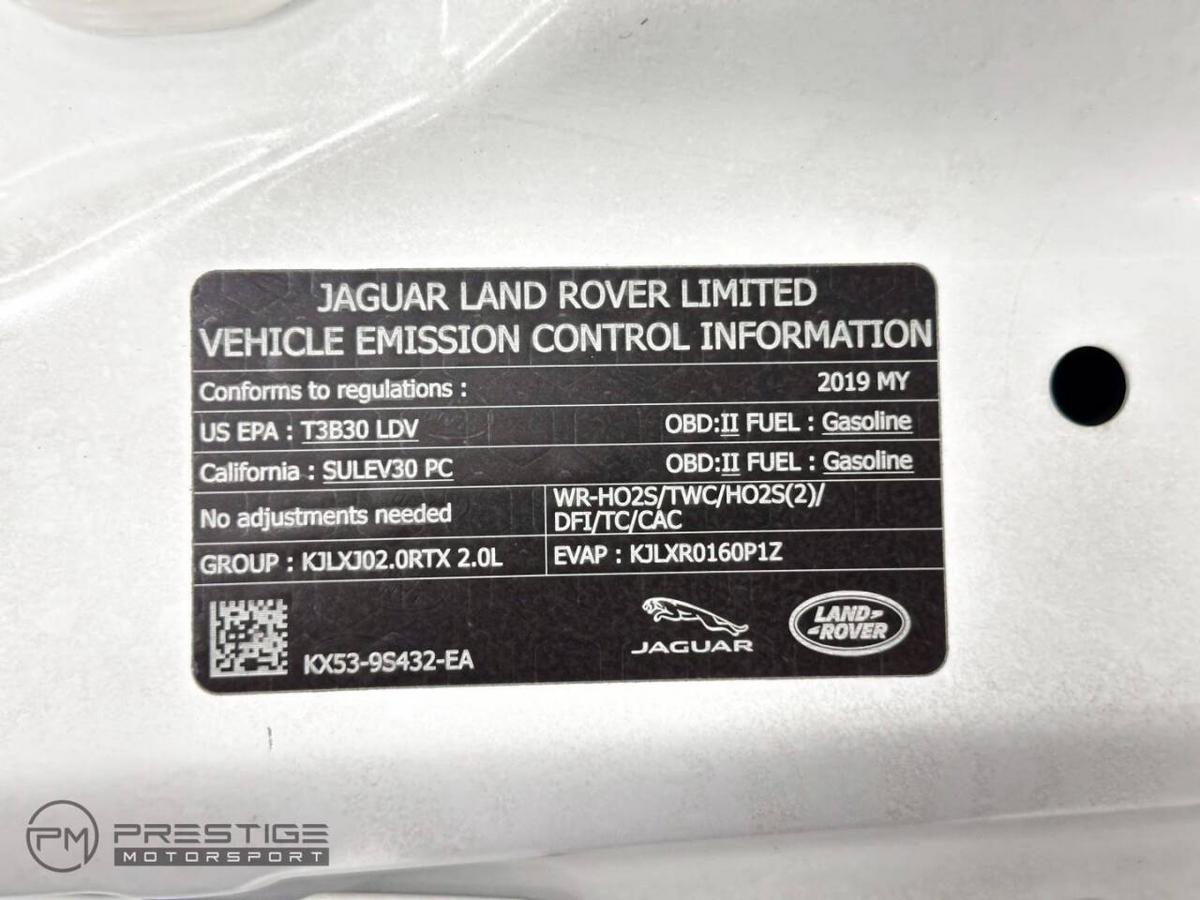 JAGUAR LAND ROVER LIMITED
VEHICLE EMISSION CONTROL INFORMATION
Conforms to regulations : 2019 MY
US EPA : T3B30 LDV OBD:II FUEL : Gasoline
California : SULEV30 PC OBD:II FUEL : Gasoline
No adjustments needed
WR-HO2S/TWC/HO2S(2)/
DFI/TC/CAC
GROUP : KJLXJ02.0RTX 2.0L EVAP : KJLXR0160P1Z
KX53-9S432-EA
JAGUAR
LAND-
-ROVER
PM PRESTIGE
MOTORSPORT